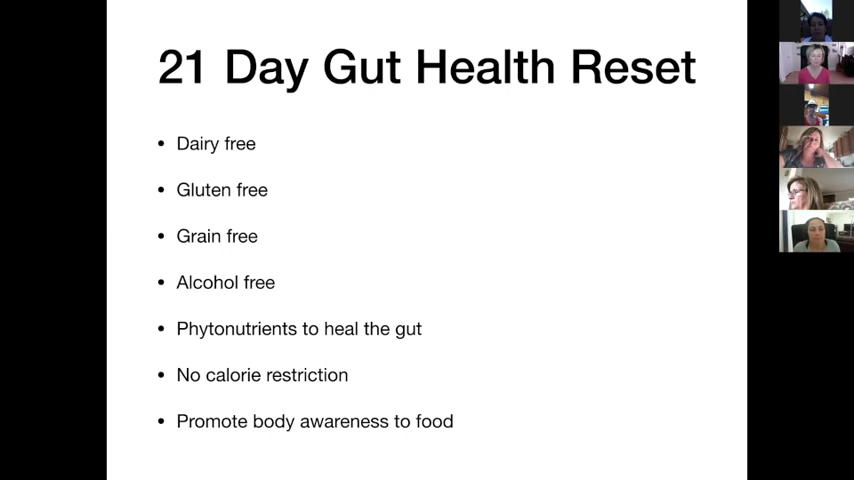 21 Day Gut Health Reset
• Dairy free
• Gluten free
• Grain free
• Alcohol free
• Phytonutrients to heal the gut
• No calorie restriction
• Promote body awareness to food